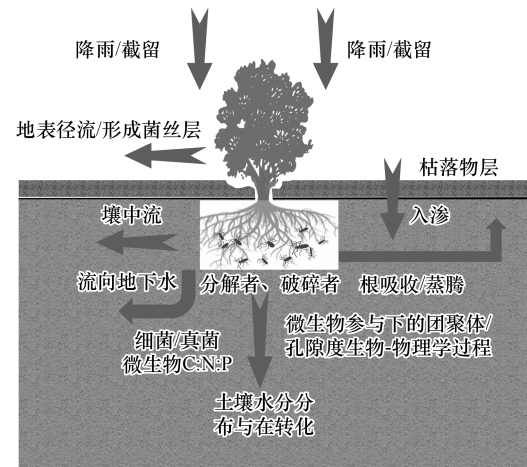 降雨/截留
降雨/截留
地表径流/形成菌丝层
枯落物层
壤中流
入渗
流向地下水
分解者、破碎者
根吸收/蒸腾
细菌/真菌
微生物C:N:P
微生物参与下的团聚体/
孔隙度生物-物理学过程
土壤水分分
布与在转化